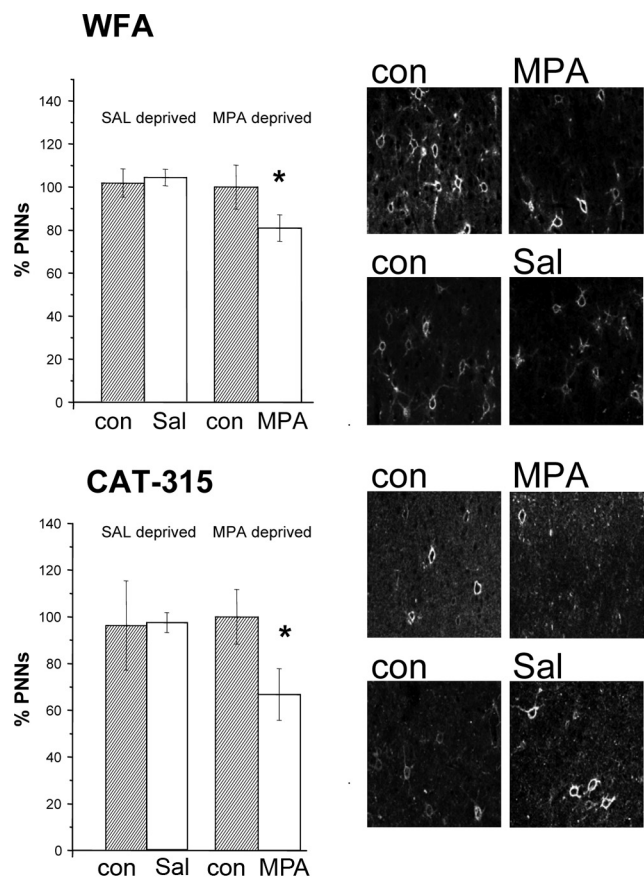 WFA
140
120
100
80
60
40
20
0
% PNNs
SAL deprived
MPA deprived
*
con Sal con MPA
con MPA
con Sal
CAT-315
140
120
100
80
60
40
20
0
% PNNs
SAL deprived
MPA deprived
*
con Sal con MPA
con MPA
con Sal